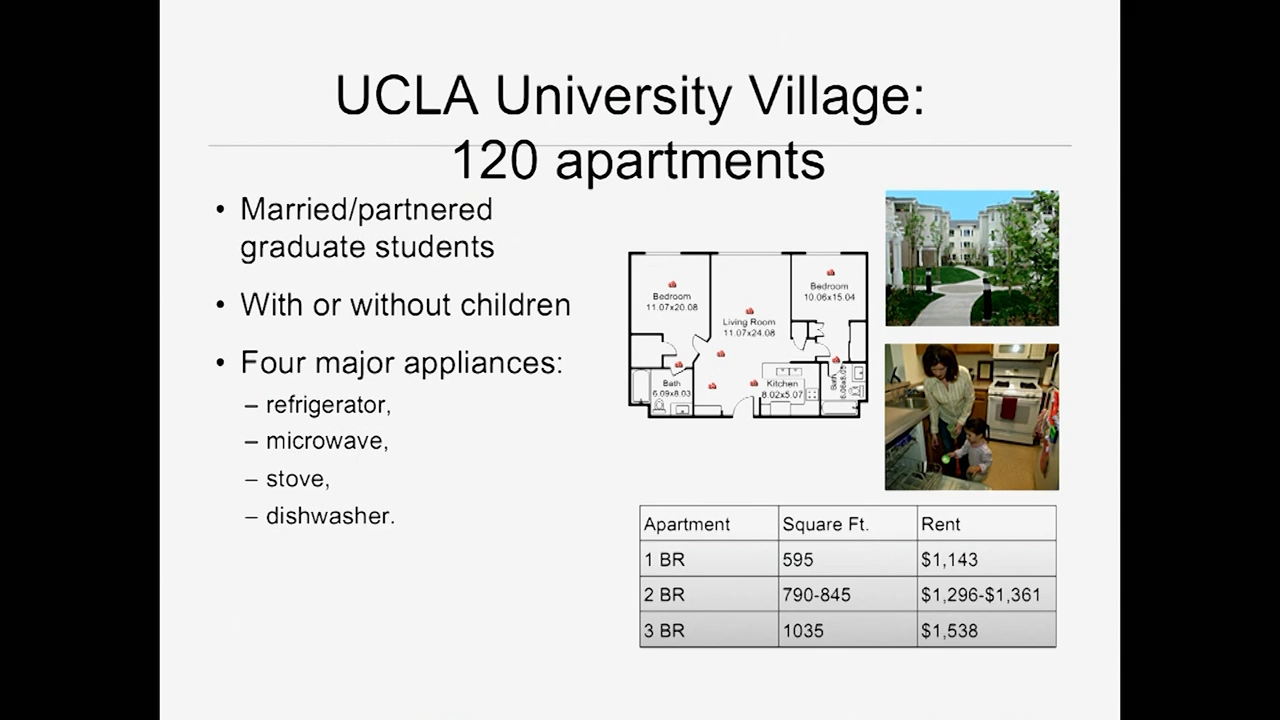 UCLA University Village:
120 apartments
• Married/partnered
graduate students
• With or without children
• Four major appliances:
– refrigerator,
– microwave,
– stove,
– dishwasher.
Bedroom
11.07x20.08
Bedroom
10.06x15.04
Living Room
11.07x24.08
Bath
6.09x8.03
Kitchen
8.02x5.07
Bath
Apartment Square Ft. Rent
1 BR 595 $1,143
2 BR 790-845 $1,296-$1,361
3 BR 1035 $1,538